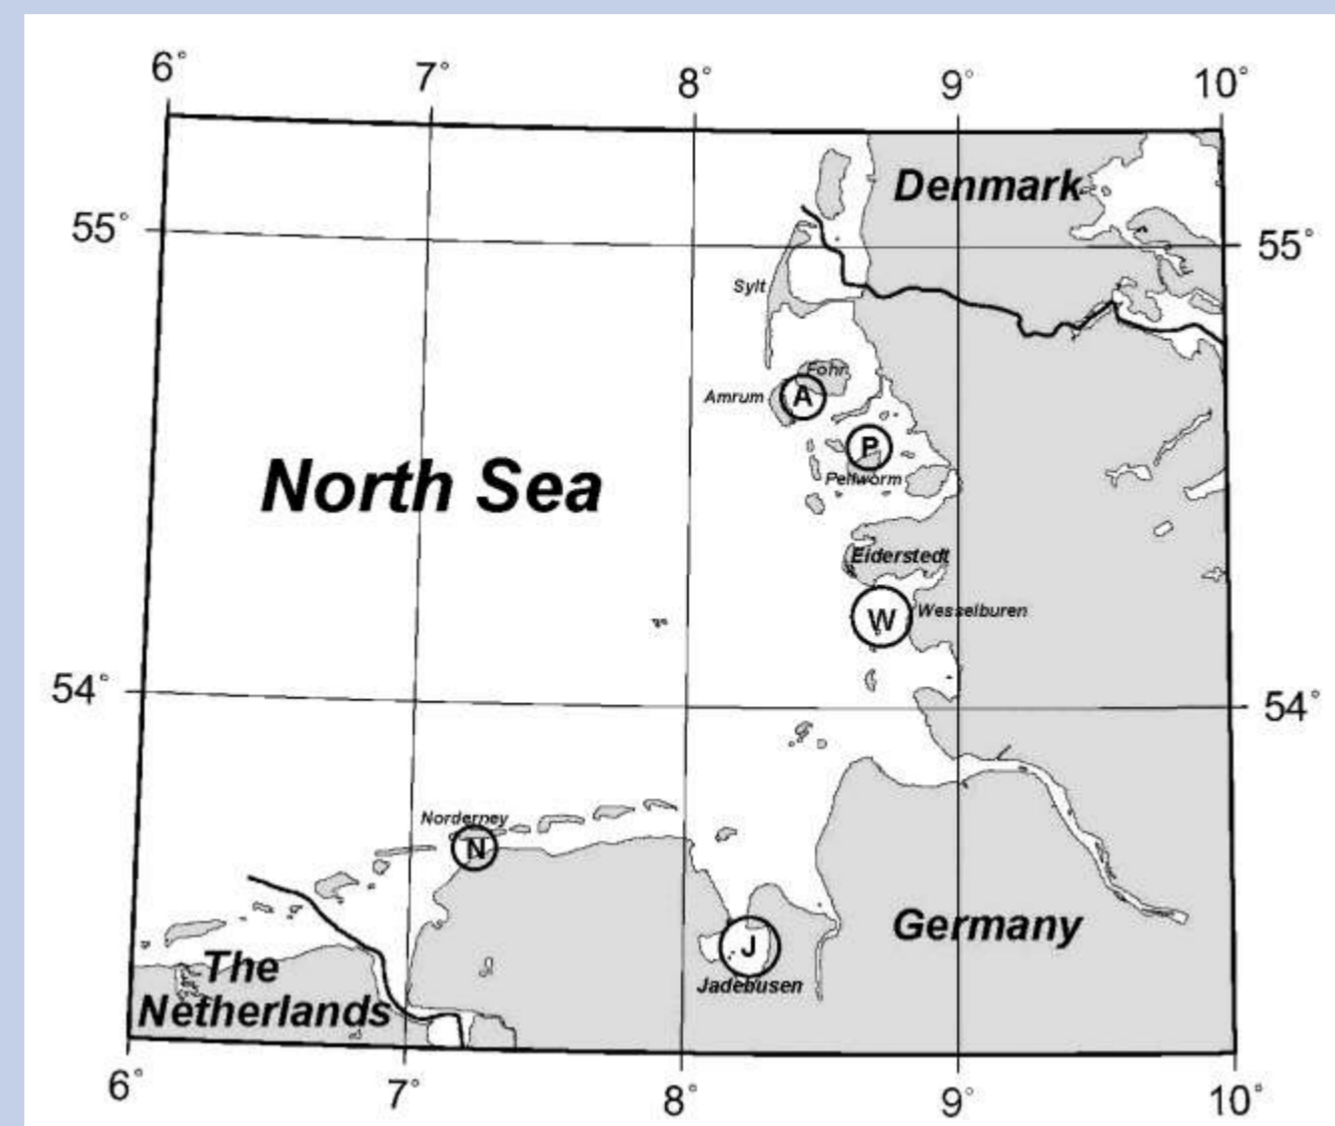 6° 7° 8° 9° 10°
Denmark
55° 55°
Sylt
Fohr
Amrum A
P
Pellworm
North Sea
Eiderstedt
W Wesselburen
54° 54°
Norderney
N
J
Germany
Jadebusen
The
Netherlands
6° 7° 8° 9° 10°